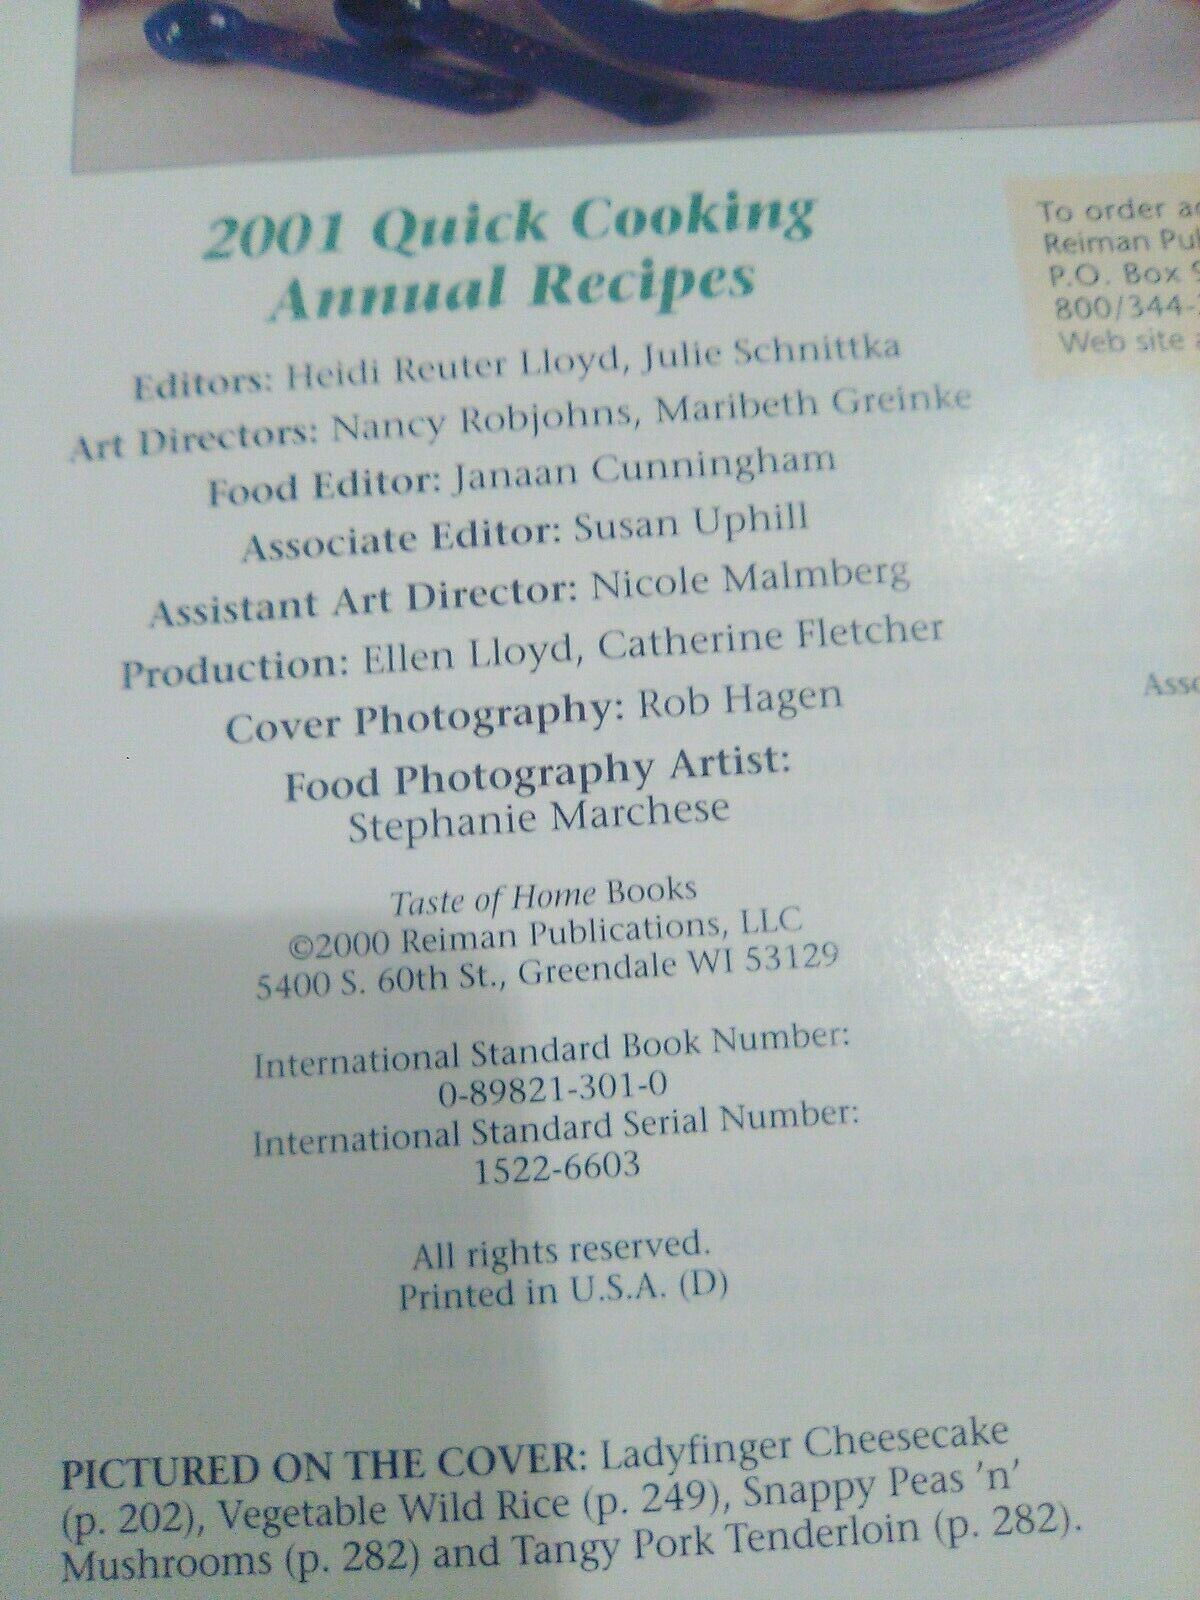 2001 Quick Cooking
Annual Recipes
Editors: Heidi Reuter Lloyd, Julie Schnittka
Art Directors: Nancy Robjohns, Maribeth Greinke
Food Editor: Janaan Cunningham
Associate Editor: Susan Uphill
Assistant Art Director: Nicole Malmberg
Production: Ellen Lloyd, Catherine Fletcher
Cover Photography: Rob Hagen
Food Photography Artist:
Stephanie Marchese
Taste of Home Books
©2000 Reiman Publications, LLC
5400 S. 60th St., Greendale WI 53129
International Standard Book Number:
0-89821-301-0
International Standard Serial Number:
1522-6603
All rights reserved.
Printed in U.S.A. (D)
PICTURED ON THE COVER: Ladyfinger Cheesecake
(p. 202), Vegetable Wild Rice (p. 249), Snappy Peas 'n'
Mushrooms (p. 282) and Tangy Pork Tenderloin (p. 282).
To order
Reiman
P.O. Box
800/344-
Web site